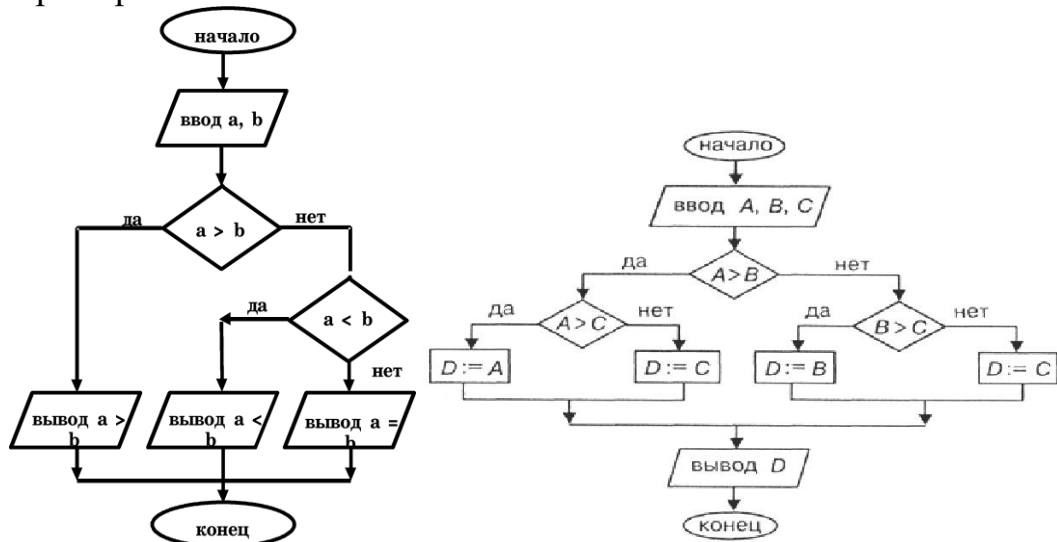 начало
ввод a, b
да
a > b
нет
да
a < b
нет
вывод a >
b
вывод a <
b
вывод a =
b
конец
начало
ввод A, B, C
да
A>B
нет
да
A>C
нет
да
B>C
нет
D:= A
D:= C
D:= B
D:= C
вывод D
конец